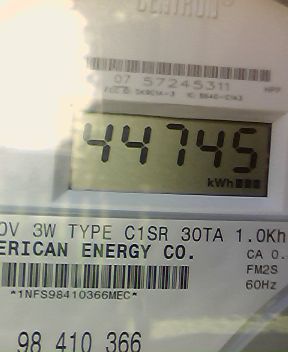 CENTRON®
07 57245311
44745
kWh
0V 3W TYPE C1SR 30TA 1.0Kh
ERICAN ENERGY CO.
CA 0.
FM2S
60Hz
*1NFS98410366MEC*
98 410 366